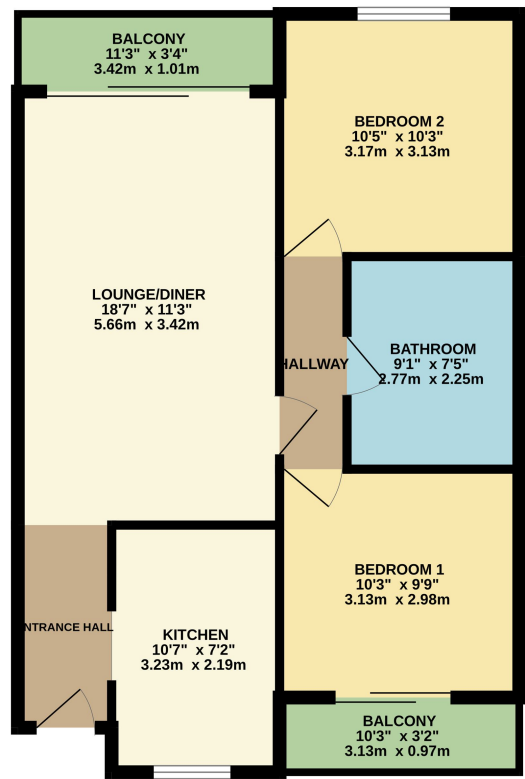 BALCONY
11'3" x 3'4"
3.42m x 1.01m
BEDROOM 2
10'5" x 10'3"
3.17m x 3.13m
LOUNGE/DINER
18'7" x 11'3"
5.66m x 3.42m
HALLWAY
BATHROOM
9'1" x 7'5"
2.77m x 2.25m
BEDROOM 1
10'3" x 9'9"
3.13m x 2.98m
NTRANCE HALL
KITCHEN
10'7" x 7'2"
3.23m x 2.19m
BALCONY
10'3" x 3'2"
3.13m x 0.97m